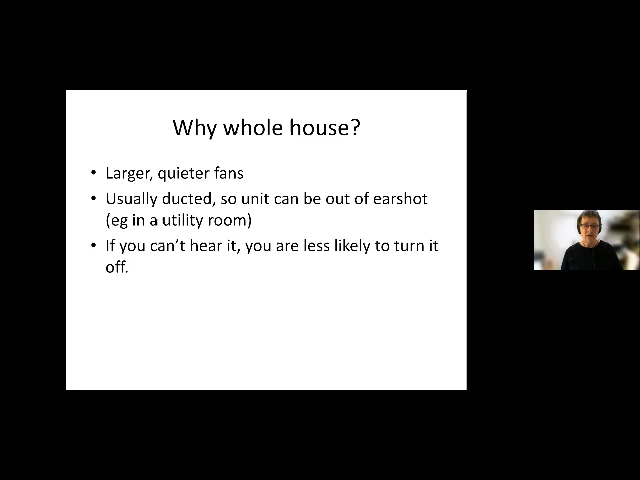 Why whole house?
• Larger, quieter fans
• Usually ducted, so unit can be out of earshot
(eg in a utility room)
• If you can't hear it, you are less likely to turn it
off.